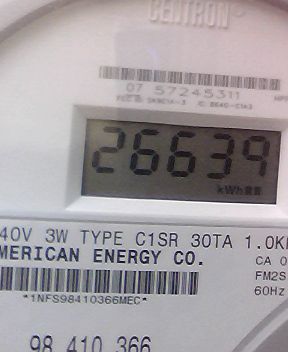 CENTRON
07 57245311
26639
kWh
40V 3W TYPE C1SR 30TA 1.0K
MERICAN ENERGY CO.
CA 0
FM2S
*1NFS98410366MEC*
60Hz
98 410 366